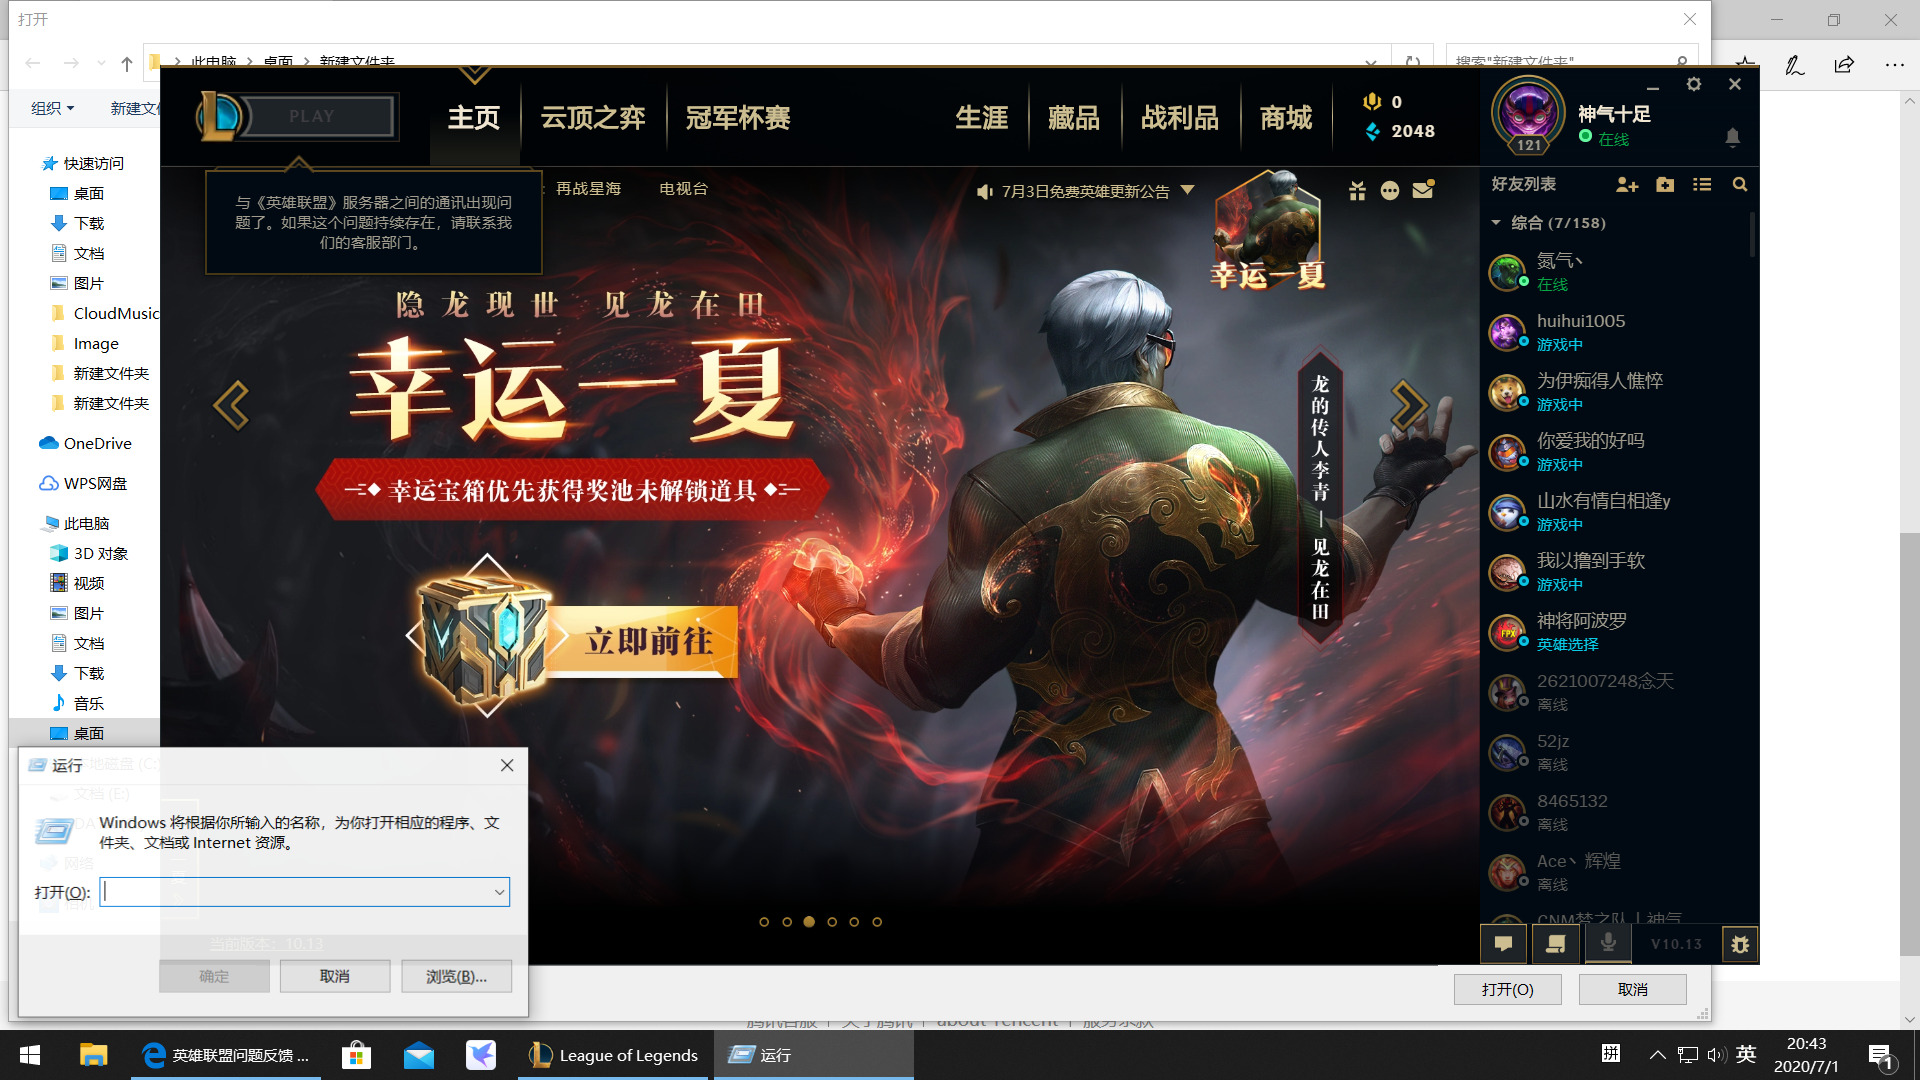 打开
此电脑
桌面
新建文件夹
搜索"新建文件夹"
组织
新建文
快速访问
桌面
下载
文档
图片
CloudMusic
Image
新建文件夹
新建文件夹
OneDrive
WPS网盘
此电脑
3D 对象
视频
图片
文档
下载
音乐
桌面
PLAY
主页
云顶之弈
冠军杯赛
生涯
藏品
战利品
商城
0
2048
121
神气十足
在线
与《英雄联盟》服务器之间的通讯出现问
题了。如果这个问题持续存在，请联系我
们的客服部门。
再战星海
电视台
7月3日免费英雄更新公告
幸运一夏
隐龙现世 见龙在田
幸运一夏
幸运宝箱优先获得奖池未解锁道具
立即前往
龙的传人李青|见龙在田
好友列表
综合 (7/158)
氮气丶
在线
huihui1005
游戏中
为伊痴得人惟悴
游戏中
你爱我的好吗
游戏中
山水有情自相逢y
游戏中
我以撸到手软
游戏中
FPX
神将阿波罗
英雄选择
2621007248念天
离线
52jz
离线
8465132
离线
Ace丶 辉煌
离线
CNM梦之队丨神气
V10.13
运行
本地磁盘 (C:)
文档 (E:)
网络
Windows 将根据你所输入的名称，为你打开相应的程序、文
件夹、文档或 Internet 资源。
打开(O):
当前版本：10.13
确定
取消
浏览(B)...
打开(O)
取消
腾讯客服 | 关于腾讯 | about Tencent | 服务条款
英雄联盟问题反馈 ...
League of Legends
运行
拼
英
20:43
2020/7/1
1